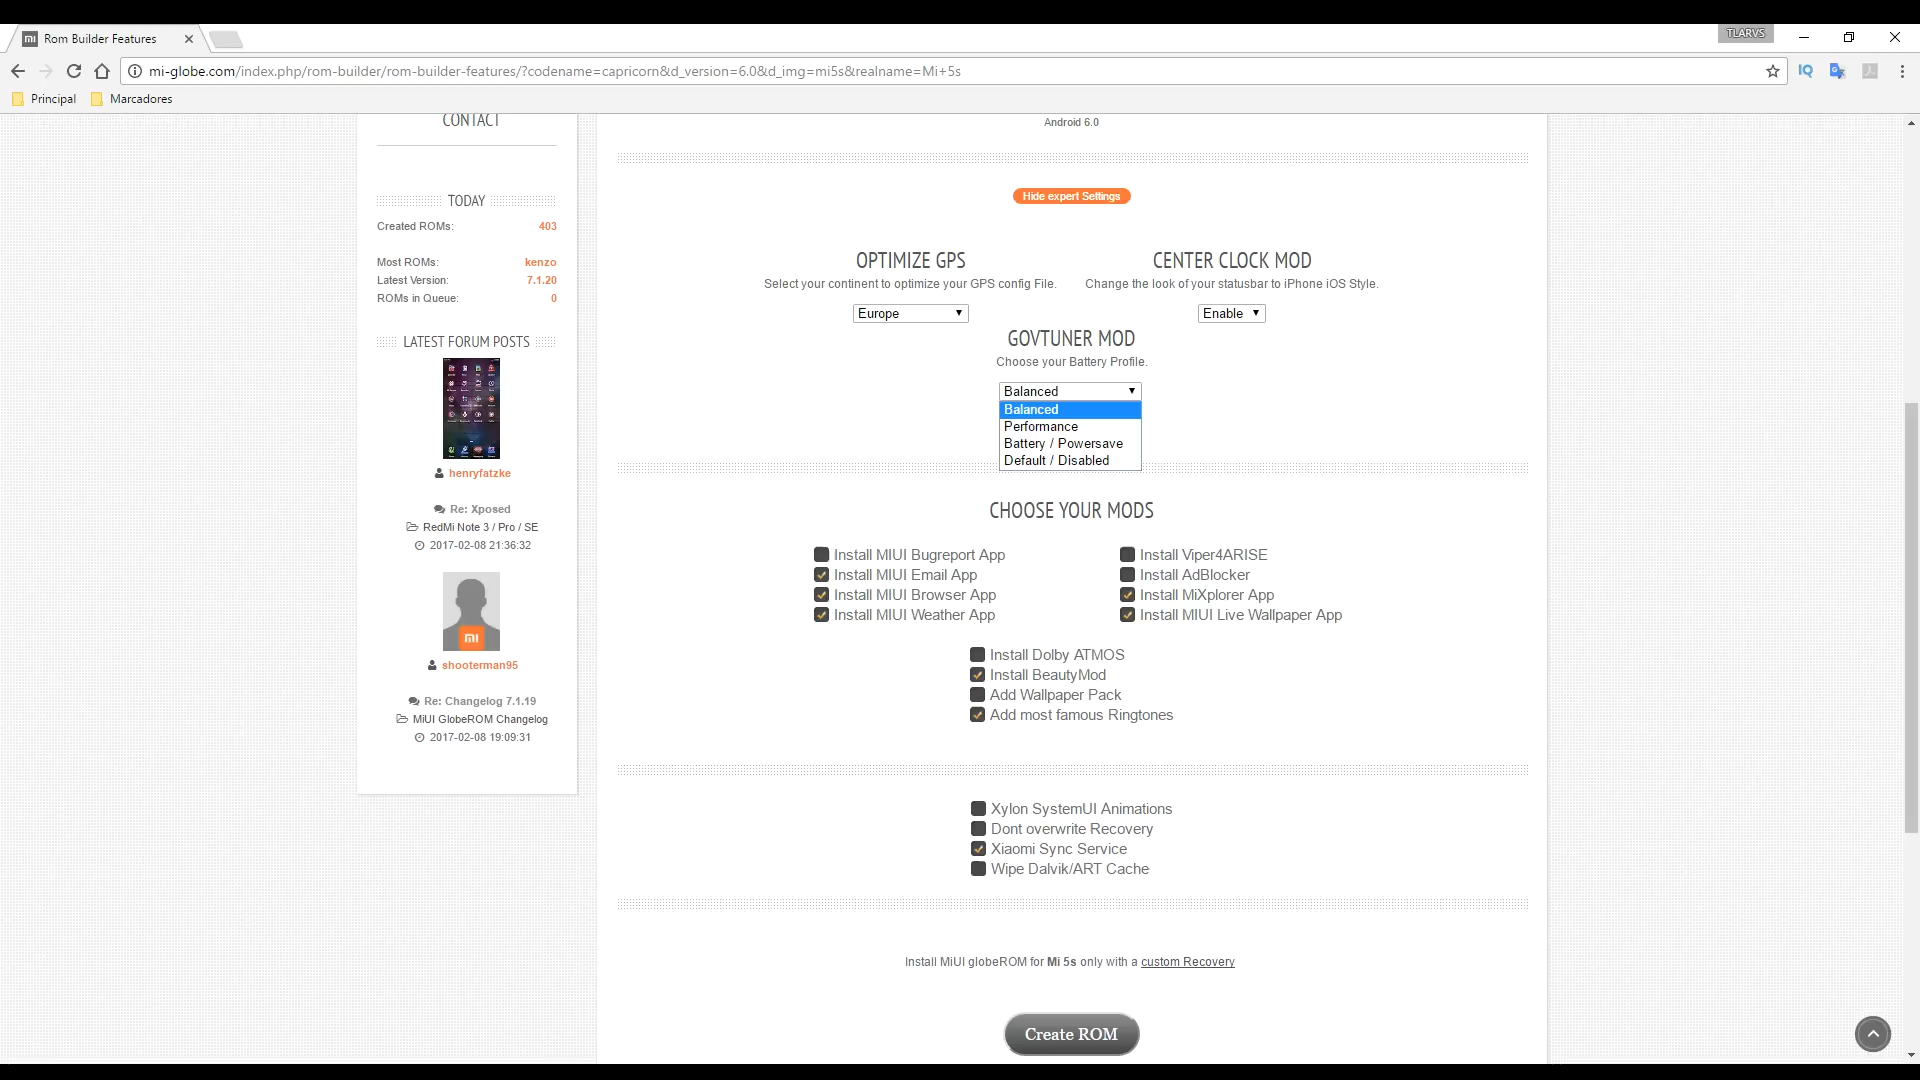 Rom Builder Features
TLARVS
mi-globe.com/index.php/rom-builder/rom-builder-features/?codename=capricorn&d_version=6.0&d_img=mi5s&realname=Mi+5s
IQ
Principal
Marcadores
CONTACT
TODAY
Created ROMs: 403
Most ROMs: kenzo
Latest Version: 7.1.20
ROMs in Queue: 0
LATEST FORUM POSTS
henryfatzke
Re: Xposed
RedMi Note 3 / Pro / SE
2017-02-08 21:36:32
mi
shooterman95
Re: Changelog 7.1.19
MiUI GlobeROM Changelog
2017-02-08 19:09:31
Android 6.0
Hide expert Settings
OPTIMIZE GPS
Select your continent to optimize your GPS config File.
Europe
CENTER CLOCK MOD
Change the look of your statusbar to iPhone iOS Style.
Enable
GOVTUNER MOD
Choose your Battery Profile.
Balanced
Balanced
Performance
Battery / Powersave
Default / Disabled
CHOOSE YOUR MODS
Install MIUI Bugreport App
Install MIUI Email App
Install MIUI Browser App
Install MIUI Weather App
Install Viper4ARISE
Install AdBlocker
Install MiXplorer App
Install MIUI Live Wallpaper App
Install Dolby ATMOS
Install BeautyMod
Add Wallpaper Pack
Add most famous Ringtones
Xylon SystemUI Animations
Dont overwrite Recovery
Xiaomi Sync Service
Wipe Dalvik/ART Cache
Install MiUI globeROM for Mi 5s only with a custom Recovery
Create ROM